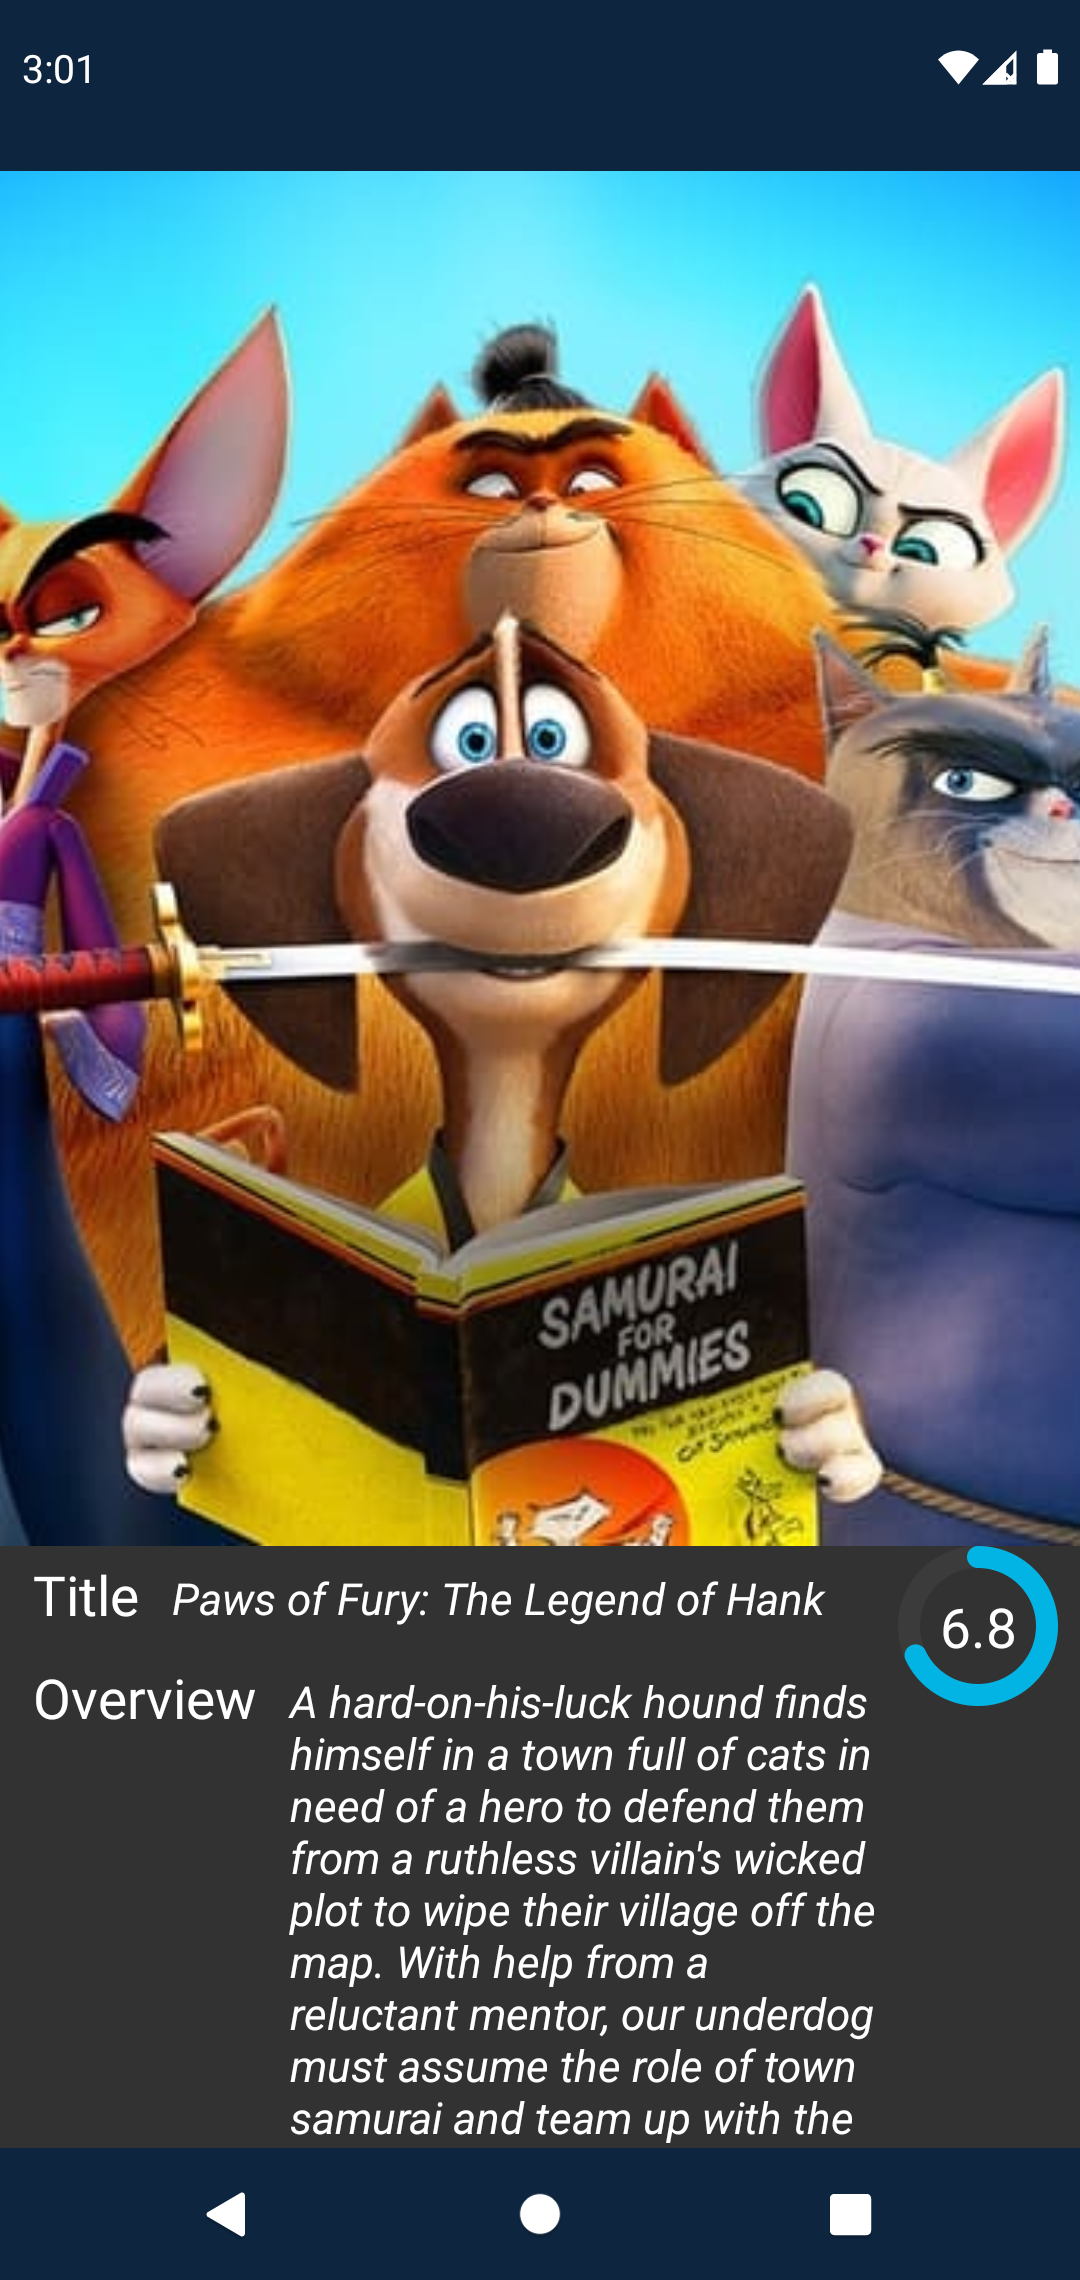 3:01
SAMURAI
FOR
DUMMIES
Title Paws of Fury: The Legend of Hank
6.8
Overview A hard-on-his-luck hound finds
himself in a town full of cats in
need of a hero to defend them
from a ruthless villain's wicked
plot to wipe their village off the
map. With help from a
reluctant mentor, our underdog
must assume the role of town
samurai and team up with the